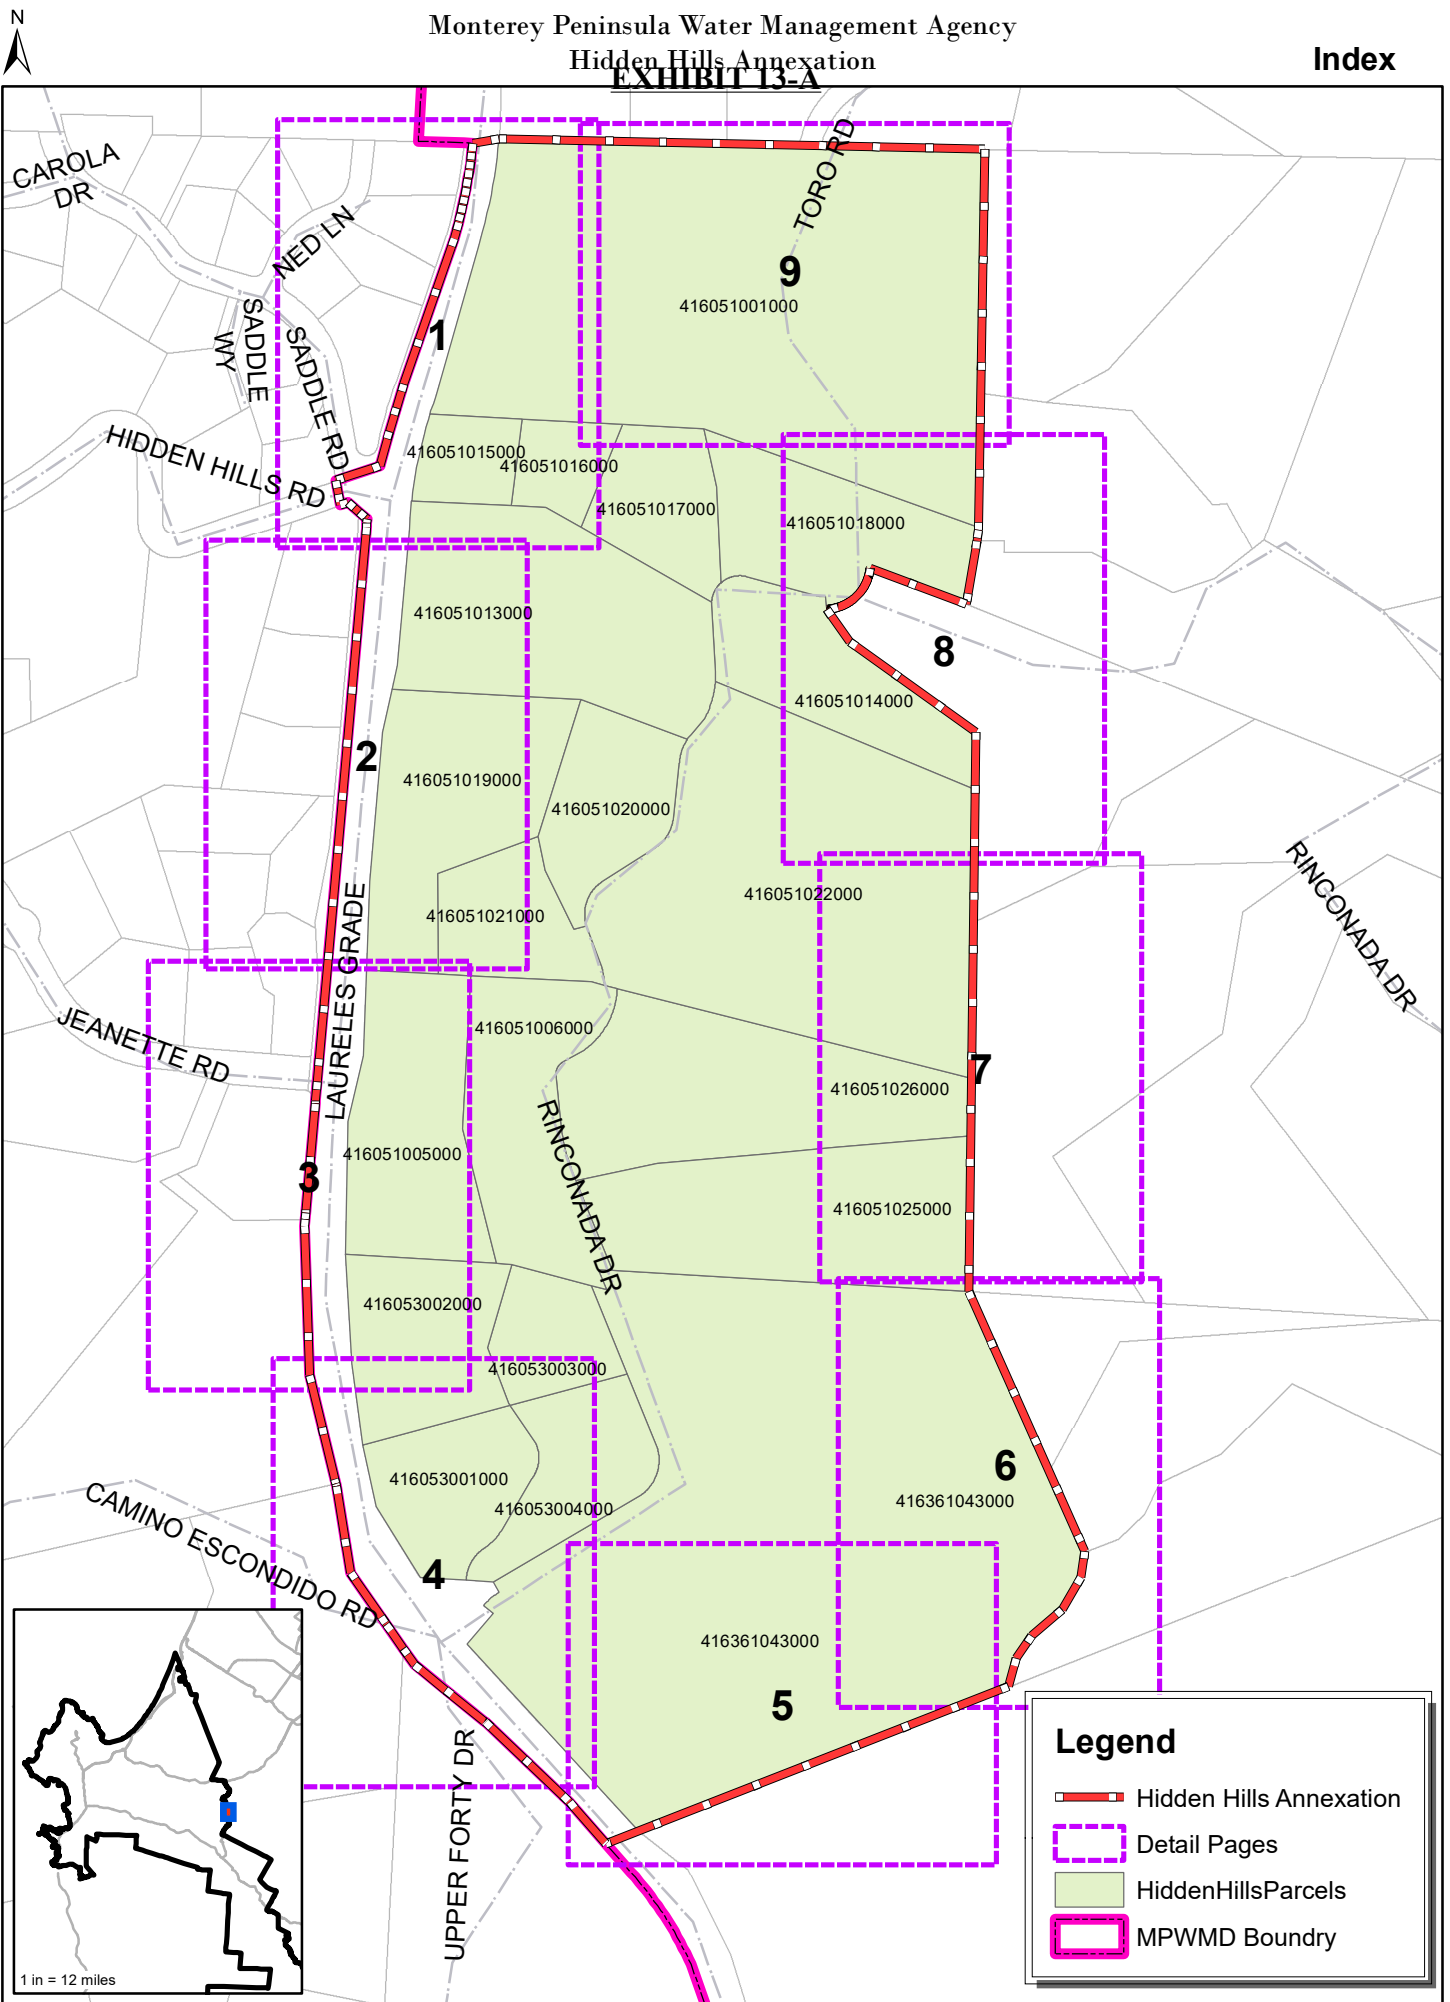 N
Monterey Peninsula Water Management Agency
Hidden Hills Annexation
EXHIBIT 13-A
Index
CAROLA
DR
NED LN
SADDLE
WY
SADDLE RD
HIDDEN HILLS RD
TORO RD
1
9
416051001000
416051015000
416051016000
416051017000
416051018000
416051013000
8
416051014000
2
416051019000
416051020000
416051022000
416051021000
RINCONADA DR
LAURELES GRADE
JEANETTE RD
416051006000
7
416051026000
RINCONADA DR
416051005000
3
416051025000
416053002000
416053003000
6
416053001000
416361043000
416053004000
CAMINO ESCONDIDO RD
4
416361043000
5
UPPER FORTY DR
1 in = 12 miles
Legend
Hidden Hills Annexation
Detail Pages
HiddenHillsParcels
MPWMD Boundry